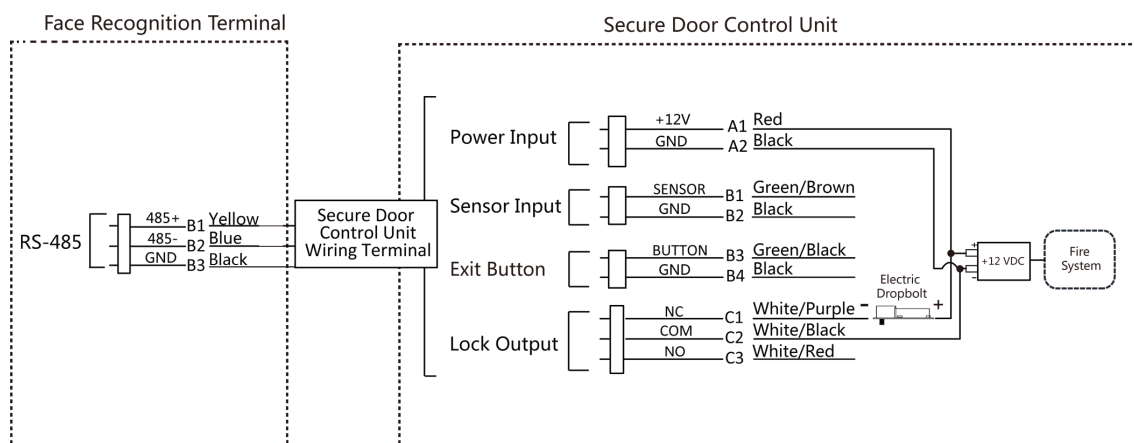 Face Recognition Terminal
Secure Door Control Unit
RS-485
485+ B1 Yellow
485- B2 Blue
GND B3 Black
Secure Door
Control Unit
Wiring Terminal
Power Input
+12V A1 Red
GND A2 Black
Sensor Input
SENSOR B1 Green/Brown
GND B2 Black
Exit Button
BUTTON B3 Green/Black
GND B4 Black
Lock Output
NC C1 White/Purple
COM C2 White/Black
NO C3 White/Red
Electric
Dropbolt
- +
+
+12 VDC
-
Fire
System